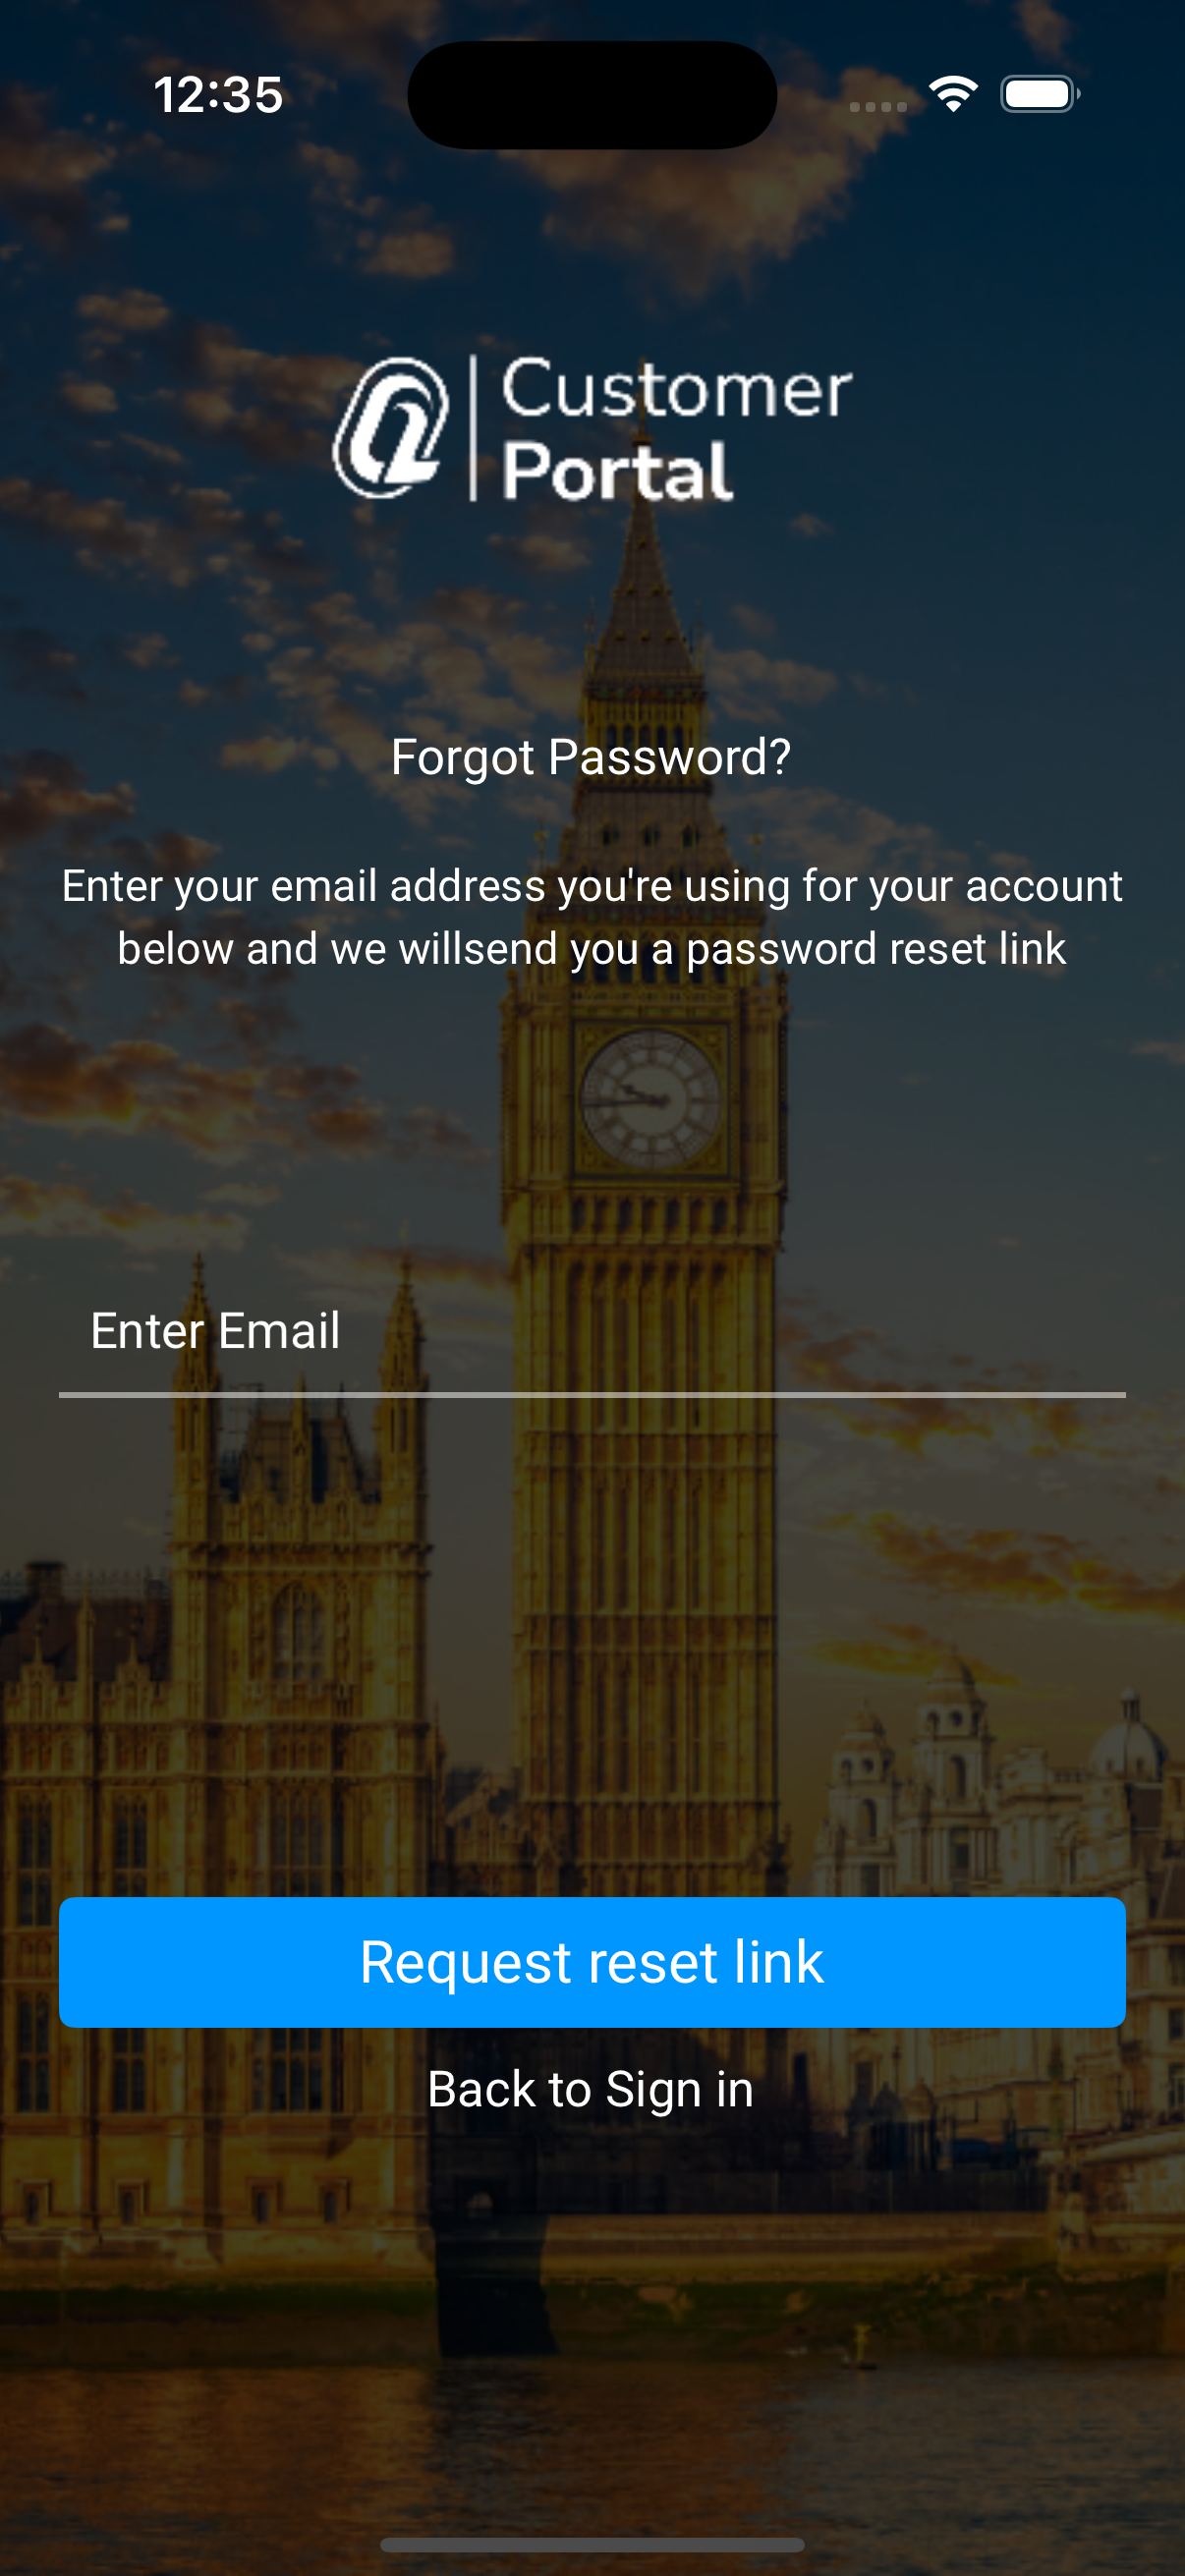 12:35
Customer
Portal
Forgot Password?
Enter your email address you're using for your account
below and we willsend you a password reset link
Enter Email
Request reset link
Back to Sign in